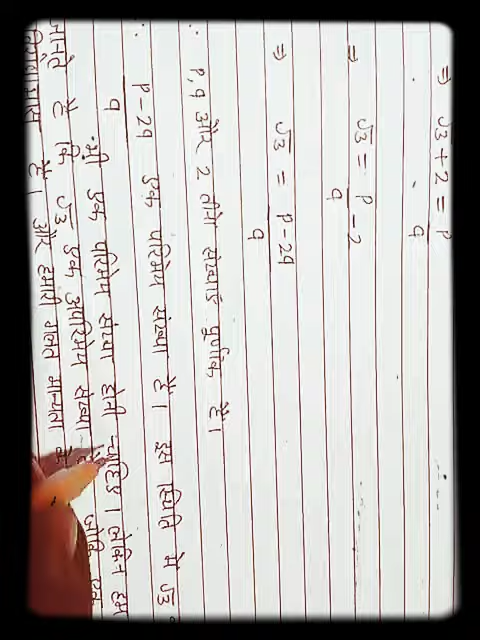 ⇒ √3 + 2 = p/q
⇒ √3 = p/q - 2
⇒ √3 = p - 2q/q
∵ p, q और 2 तीनों संख्याएं पूर्णांक हैं।
∴ p - 2q/q एक परिमेय संख्या है। इस स्थिति में √3
भी एक परिमेय संख्या होनी चाहिए। लेकिन हम
जानते हैं कि √3 एक अपरिमेय संख्या है जोकि एक
विरोधाभास है। और हमारी गलत मान्यता के